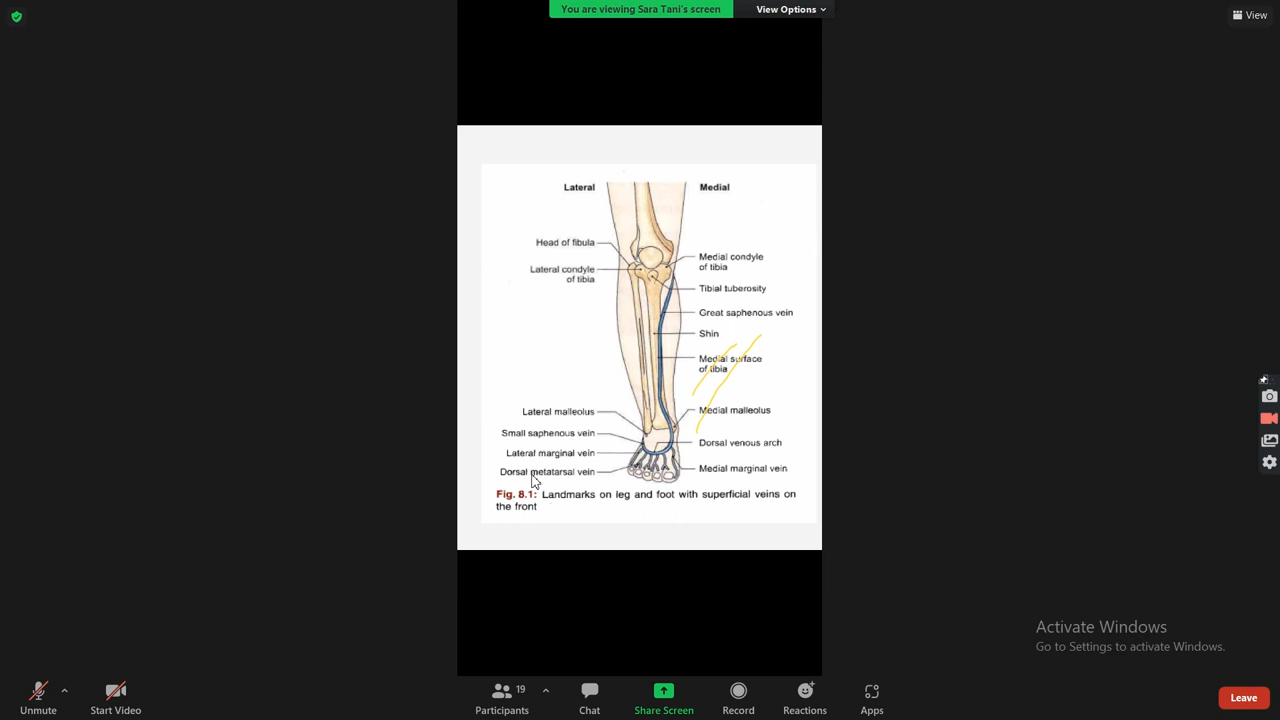 You are viewing Sara Tani's screen
View Options
View
Lateral
Medial
Head of fibula
Lateral condyle
of tibia
Medial condyle
of tibia
Tibial tuberosity
Great saphenous vein
Shin
Medial surface
of tibia
Lateral malleolus
Small saphenous vein
Lateral marginal vein
Dorsal metatarsal vein
Medial malleolus
Dorsal venous arch
Medial marginal vein
Fig. 8.1: Landmarks on leg and foot with superficial veins on
the front
Activate Windows
Go to Settings to activate Windows.
Unmute
Start Video
Participants
19
Chat
Share Screen
Record
Reactions
Apps
Leave